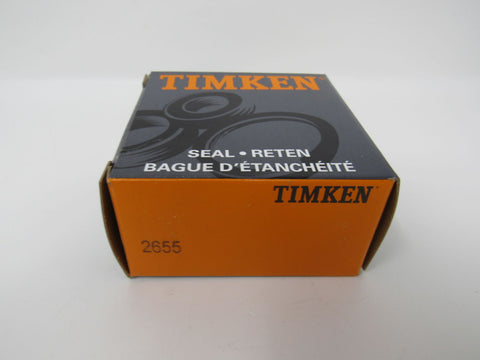 TIMKEN
SEAL • RETEN
BAGUE D'ÉTANCHÉITÉ
TIMKEN
2655